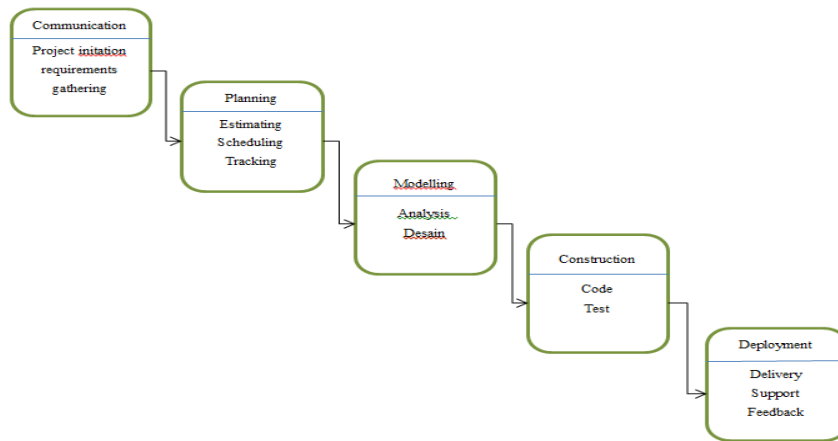 Communication
Project initation
requirements
gathering
Planning
Estimating
Scheduling
Tracking
Modelling
Analysis
Desain
Construction
Code
Test
Deployment
Delivery
Support
Feedback